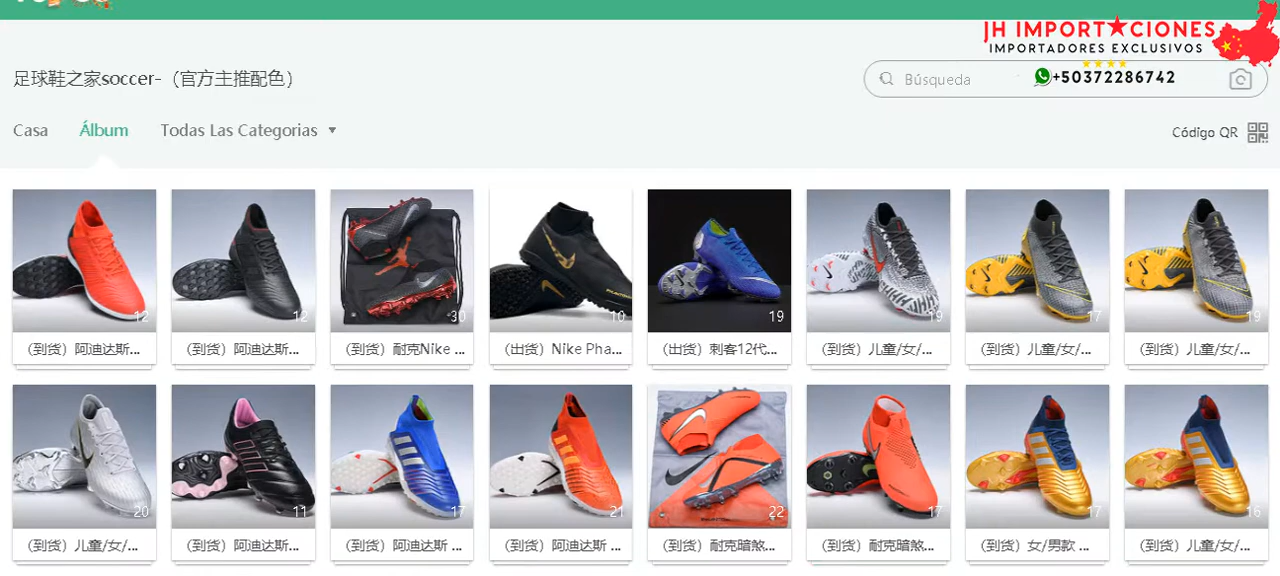 JH IMPORT★CIONES
IMPORTADORES EXCLUSIVOS
足球鞋之家soccer-（官方主推配色）
Búsqueda
+50372286742
Casa
Álbum
Todas Las Categorias
Código QR
12
12
30
10
19
19
17
19
（到货）阿迪达斯...
（到货）阿迪达斯...
（到货）耐克Nike ...
（出货）Nike Pha...
（出货）刺客12代...
（到货）儿童/女/...
（到货）儿童/女/...
（到货）儿童/女/...
20
11
17
21
22
17
17
16
（到货）儿童/女/...
（到货）阿迪达斯...
（到货）阿迪达斯 ...
（到货）阿迪达斯 ...
（到货）耐克暗煞...
（到货）耐克暗煞...
（到货）女/男款 ...
（到货）儿童/女/...